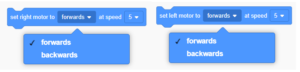 set right motor to forwards at speed 5
✓ forwards
backwards
set left motor to forwards at speed 5
✓ forwards
backwards